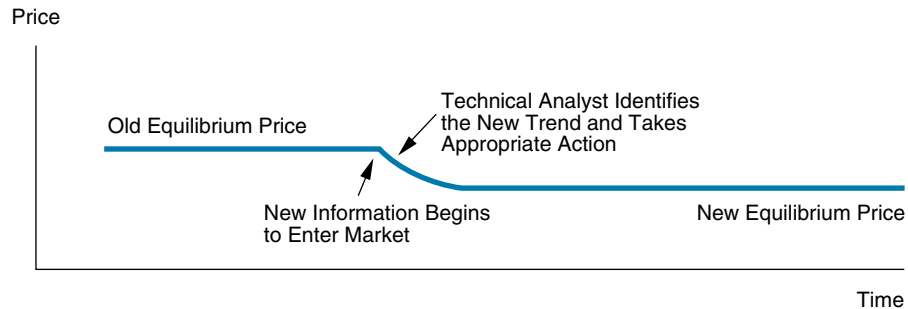 Price
Technical Analyst Identifies
the New Trend and Takes
Appropriate Action
Old Equilibrium Price
New Information Begins
to Enter Market
New Equilibrium Price
Time